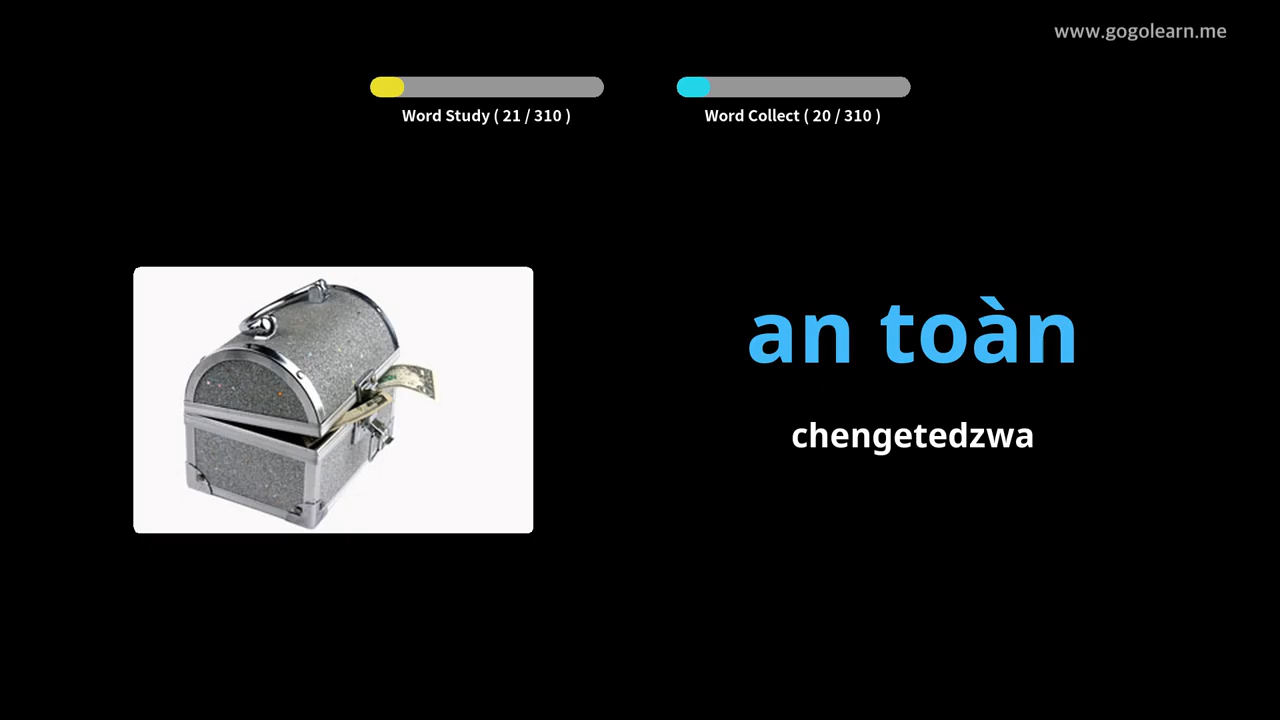 www.gogolearn.me
Word Study ( 21 / 310 )
Word Collect ( 20 / 310 )
an toàn
chengetedzwa